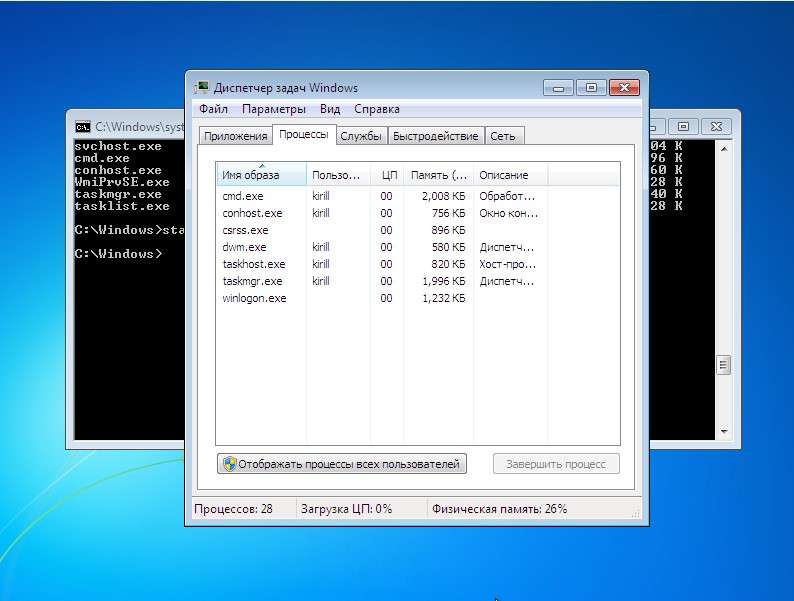 Диспетчер задач Windows
Файл Параметры Вид Справка
Приложения Процессы Службы Быстродействие Сеть
Имя образа Пользо... ЦП Память (... Описание
cmd.exe kirill 00 2,008 КБ Обработ...
conhost.exe kirill 00 756 КБ Окно кон...
csrss.exe 00 896 КБ
dwm.exe kirill 00 580 КБ Диспетч...
taskhost.exe kirill 00 820 КБ Хост-про...
taskmgr.exe kirill 00 1,996 КБ Диспетч...
winlogon.exe 00 1,232 КБ
Отображать процессы всех пользователей Завершить процесс
Процессов: 28 Загрузка ЦП: 0% Физическая память: 26%
C:\Windows\syst
svchost.exe 04 K
cmd.exe 96 K
conhost.exe 60 K
WmiPrvSE.exe 28 K
taskmgr.exe 40 K
tasklist.exe 28 K
C:\Windows>sta
C:\Windows>